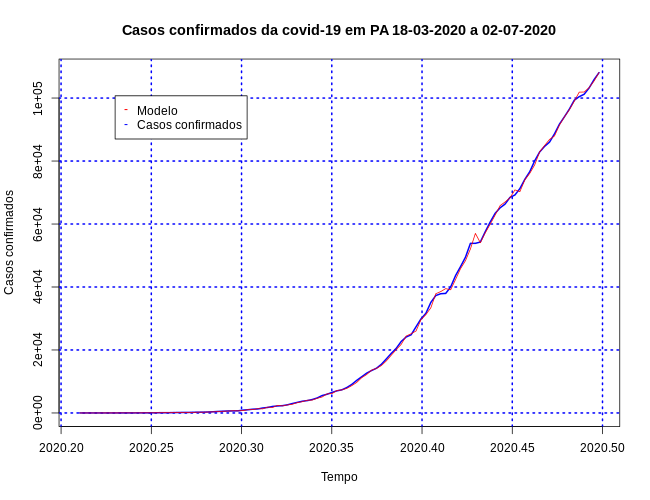 Casos confirmados da covid-19 em PA 18-03-2020 a 02-07-2020
Casos confirmados
1e+05
8e+04
6e+04
4e+04
2e+04
0e+00
- Modelo
- Casos confirmados
2020.20 2020.25 2020.30 2020.35 2020.40 2020.45 2020.50
Tempo